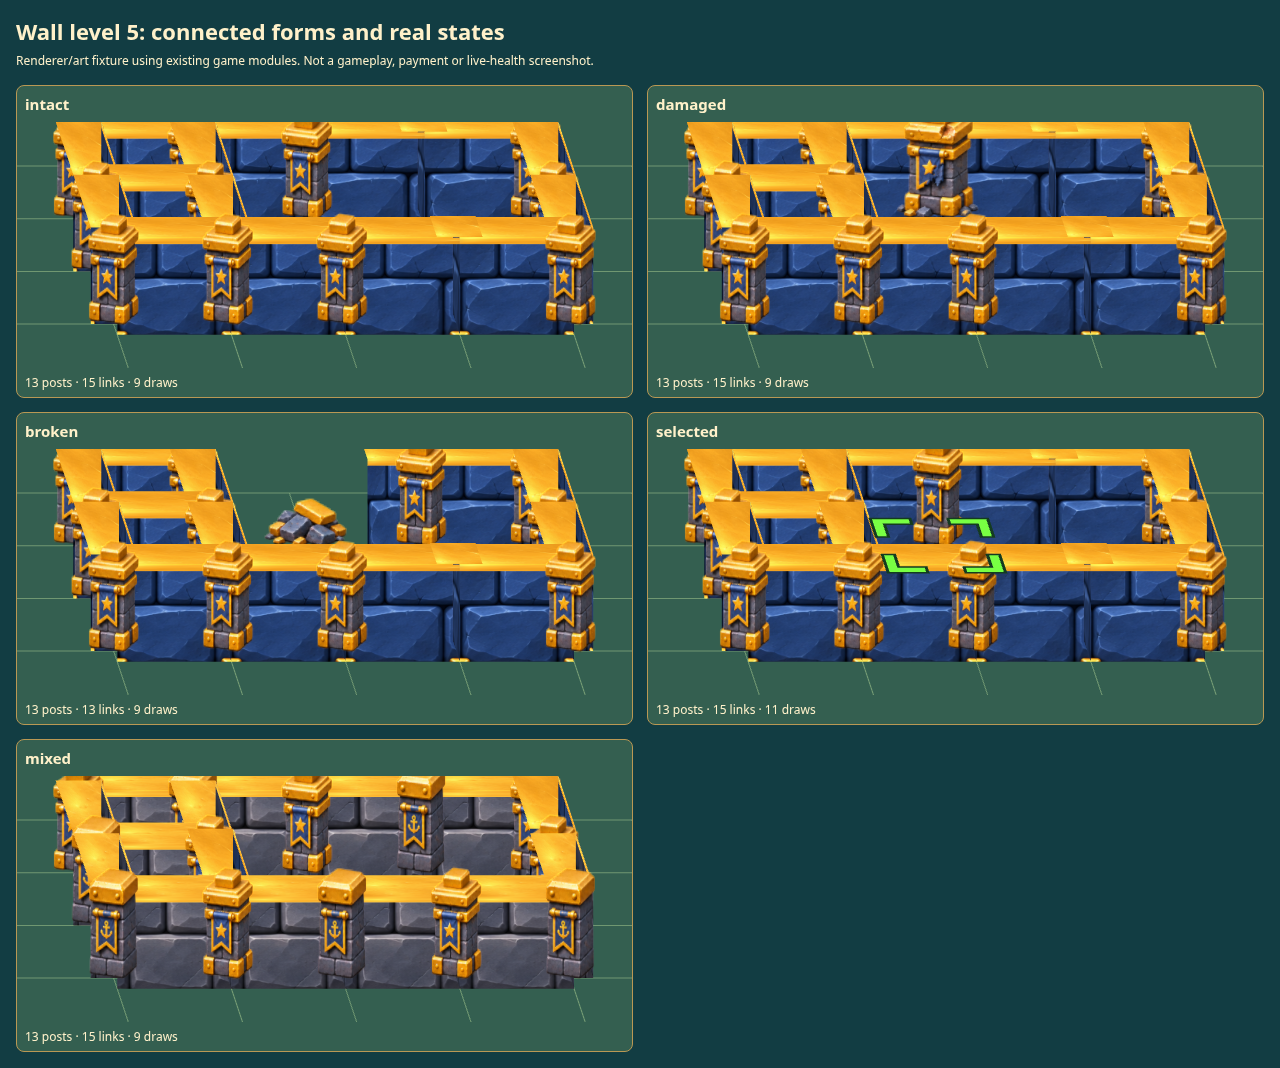 Wall level 5: connected forms and real states
Renderer/art fixture using existing game modules. Not a gameplay, payment or live-health screenshot.
intact
13 posts · 15 links · 9 draws
damaged
13 posts · 15 links · 9 draws
broken
13 posts · 13 links · 9 draws
selected
13 posts · 15 links · 11 draws
mixed
13 posts · 15 links · 9 draws